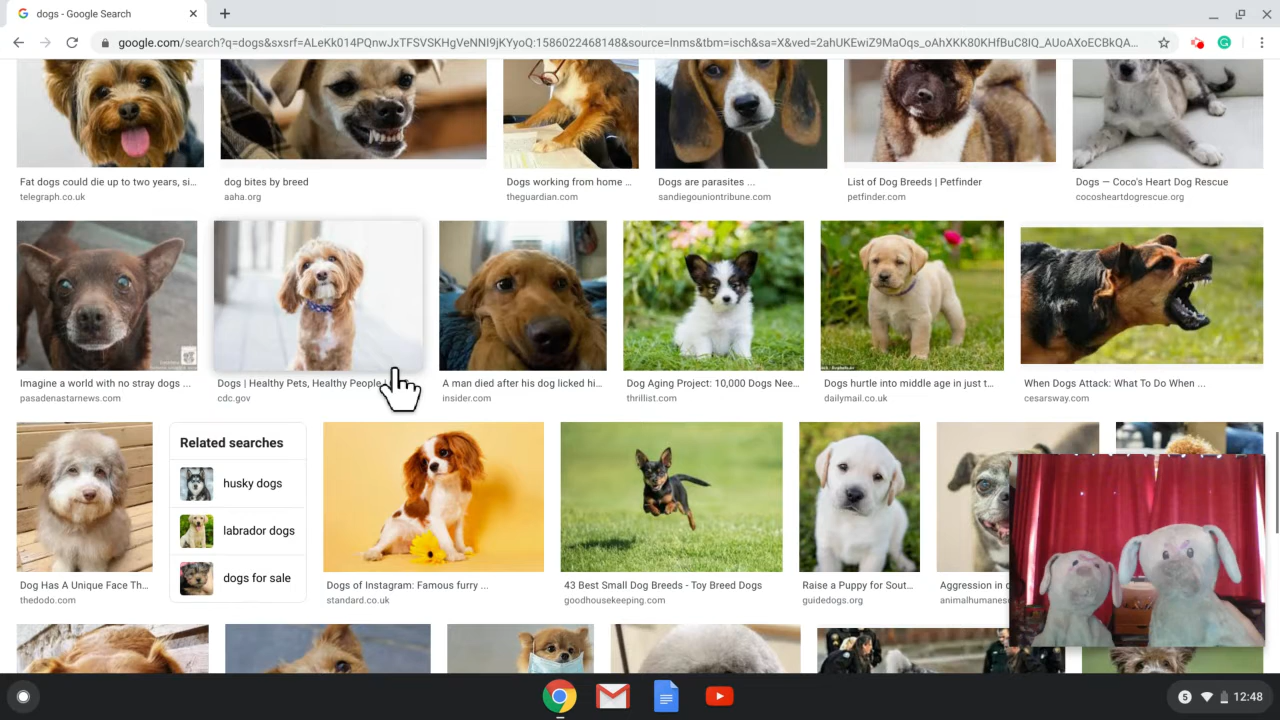 dogs - Google Search
google.com/search?q=dogs&sxsrf=ALeKk014PQnwJxTFSVSKHgVeNNI9jKYyoQ:1586022468148&source=lnms&tbm=isch&sa=X&ved=2ahUKEwiZ9MaOqs_oAhXKK80KHfBuC8IQ_AUoAXoECBkQA...
Fat dogs could die up to two years, si...
telegraph.co.uk
dog bites by breed
aaha.org
Dogs working from home ...
theguardian.com
Dogs are parasites ...
sandiegouniontribune.com
List of Dog Breeds | Petfinder
petfinder.com
Dogs — Coco's Heart Dog Rescue
cocosheartdogrescue.org
Imagine a world with no stray dogs ...
pasadenastarnews.com
Dogs | Healthy Pets, Healthy People
cdc.gov
A man died after his dog licked hi...
insider.com
Dog Aging Project: 10,000 Dogs Nee...
thrillist.com
Dogs hurtle into middle age in just t...
dailymail.co.uk
When Dogs Attack: What To Do When ...
cesarsway.com
Dog Has A Unique Face Th...
thedodo.com
Related searches
husky dogs
labrador dogs
dogs for sale
Dogs of Instagram: Famous furry ...
standard.co.uk
43 Best Small Dog Breeds - Toy Breed Dogs
goodhousekeeping.com
Raise a Puppy for Sout...
guidedogs.org
Aggression in
animalhumanes
5
12:48